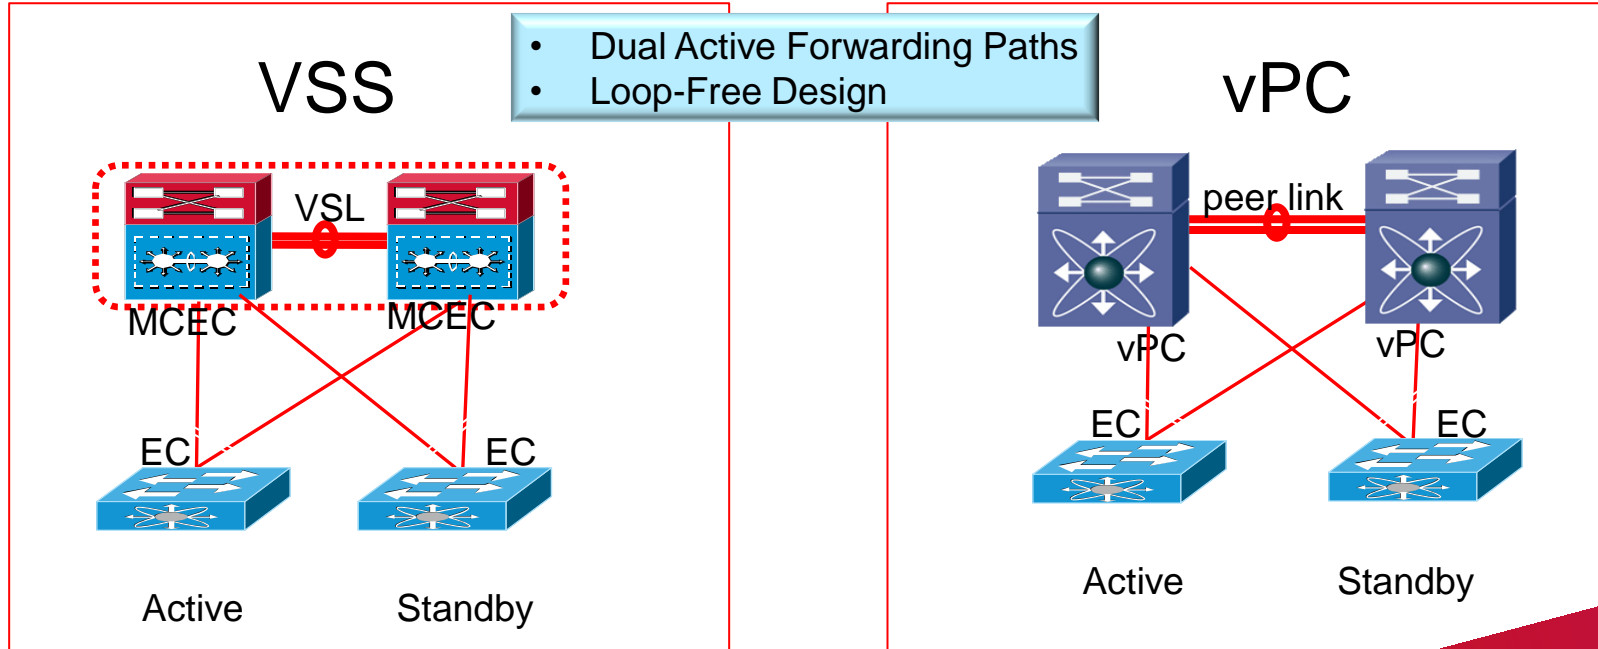 • Dual Active Forwarding Paths
• Loop-Free Design
VSS
VSL
MCEC
MCEC
EC
EC
Active
Standby
vPC
peer link
vPC
vPC
EC
EC
Active
Standby